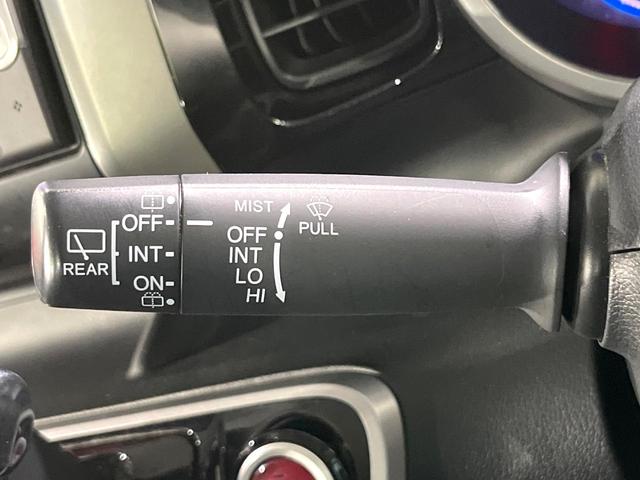 REAR
OFF
INT
ON
MIST
OFF
INT
LO
HI
PULL